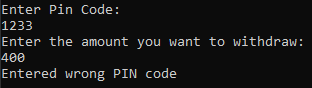 Enter Pin Code:
1233
Enter the amount you want to withdraw:
400
Entered wrong PIN code